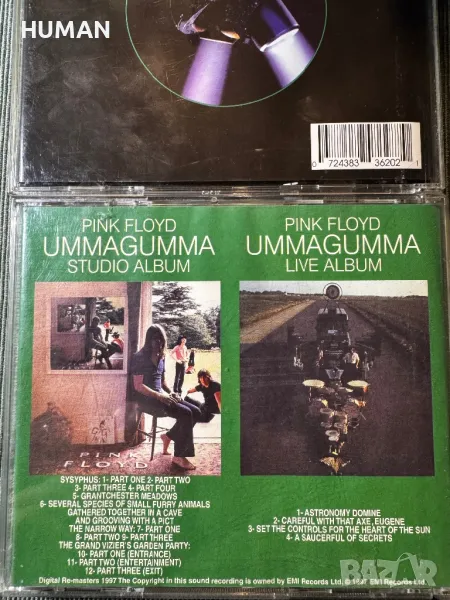 HUMAN
0 724383 36202 1
PINK FLOYD
UMMAGUMMA
STUDIO ALBUM
PINK FLOYD
UMMAGUMMA
LIVE ALBUM
PINK
FLOYD
SYSYPHUS: 1- PART ONE 2- PART TWO
3- PART THREE 4- PART FOUR
5- GRANTCHESTER MEADOWS
6- SEVERAL SPECIES OF SMALL FURRY ANIMALS
GATHERED TOGETHER IN A CAVE
AND GROOVING WITH A PICT
THE NARROW WAY: 7- PART ONE
8- PART TWO 9- PART THREE
THE GRAND VIZIER'S GARDEN PARTY:
10- PART ONE (ENTRANCE)
11- PART TWO (ENTERTAINMENT)
12- PART THREE (EXIT)
1- ASTRONOMY DOMINE
2- CAREFUL WITH THAT AXE, EUGENE
3- SET THE CONTROLS FOR THE HEART OF THE SUN
4- A SAUCERFUL OF SECRETS
Digital Re-masters 1997 The Copyright in this sound recording is owned by EMI Records Ltd. © 1987 EMI Records Ltd.
BAZAR